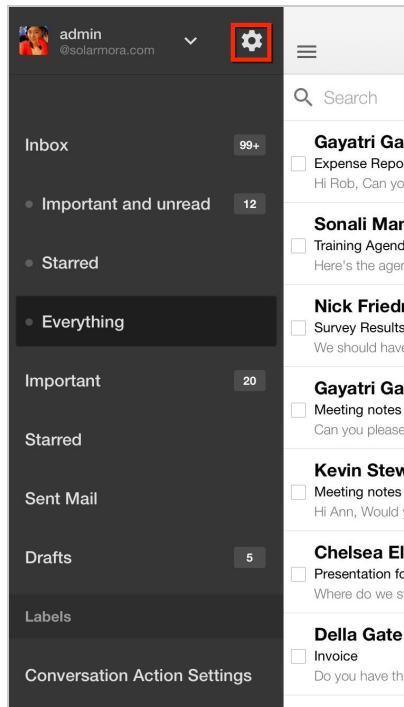 admin
@solarmora.com
Search
Inbox 99+
Important and unread 12
Starred
Everything
Important 20
Starred
Sent Mail
Drafts 5
Labels
Conversation Action Settings
Gayatri Ga
Expense Repo
Hi Rob, Can yo
Sonali Mar
Training Agend
Here's the ager
Nick Friedr
Survey Results
We should have
Gayatri Ga
Meeting notes
Can you please
Kevin Stew
Meeting notes
Hi Ann, Would y
Chelsea El
Presentation fo
Where do we s
Della Gate
Invoice
Do you have th